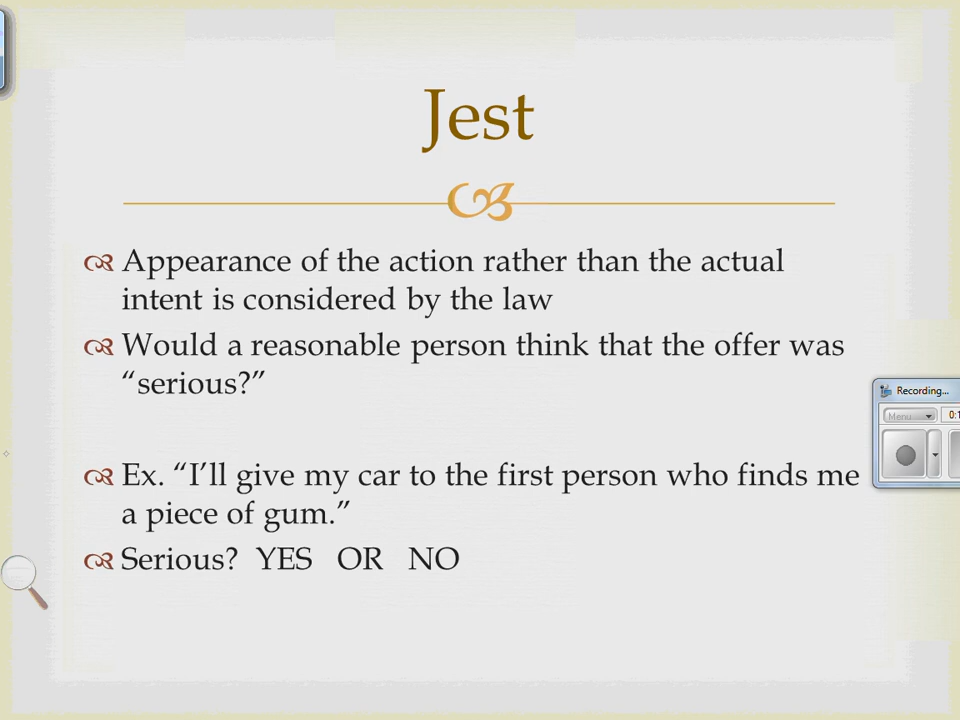 Jest
Appearance of the action rather than the actual
intent is considered by the law
Would a reasonable person think that the offer was
“serious?”
Recording...
Menu
0:1
Ex. “I’ll give my car to the first person who finds me
a piece of gum.”
Serious? YES OR NO